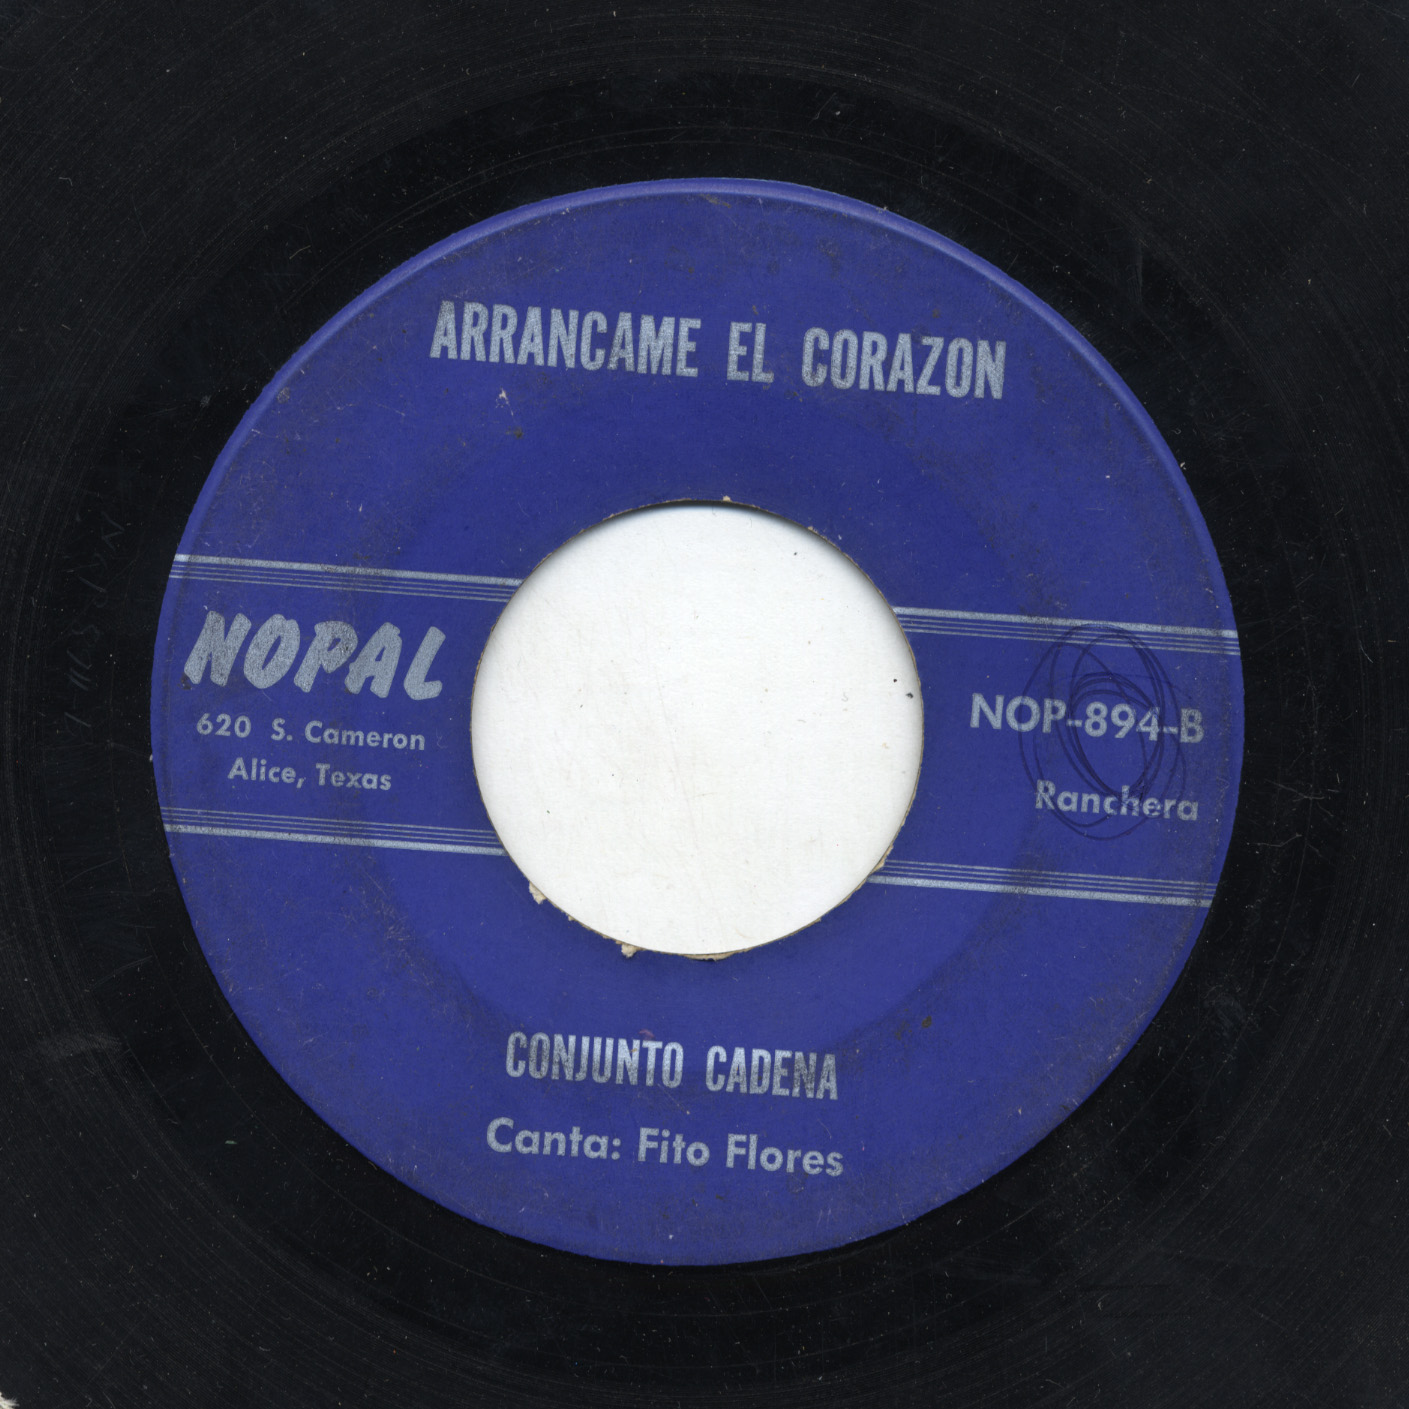 ARRANCAME EL CORAZON
NOPAL
620 S. Cameron
Alice, Texas
NOP-894-B
Ranchera
CONJUNTO CADENA
Canta: Fito Flores